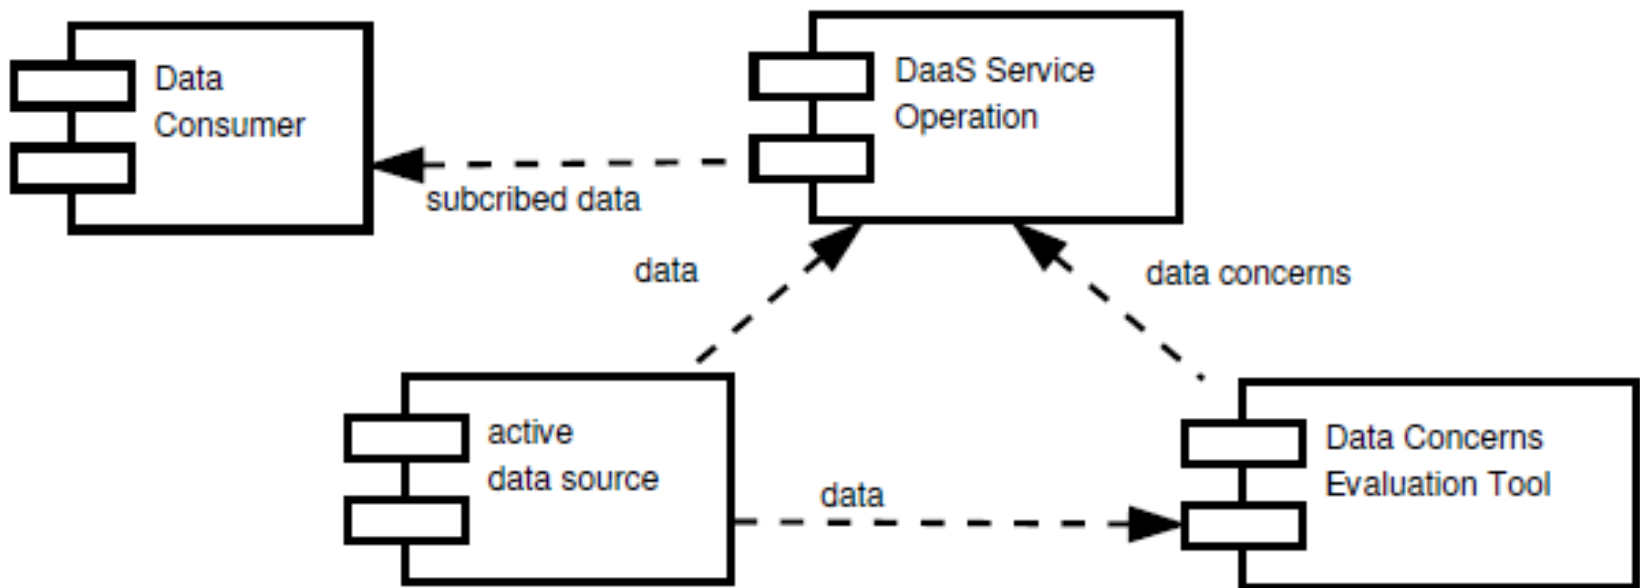 Data
Consumer
DaaS Service
Operation
subcribed data
data
data concerns
active
data source
data
Data Concerns
Evaluation Tool